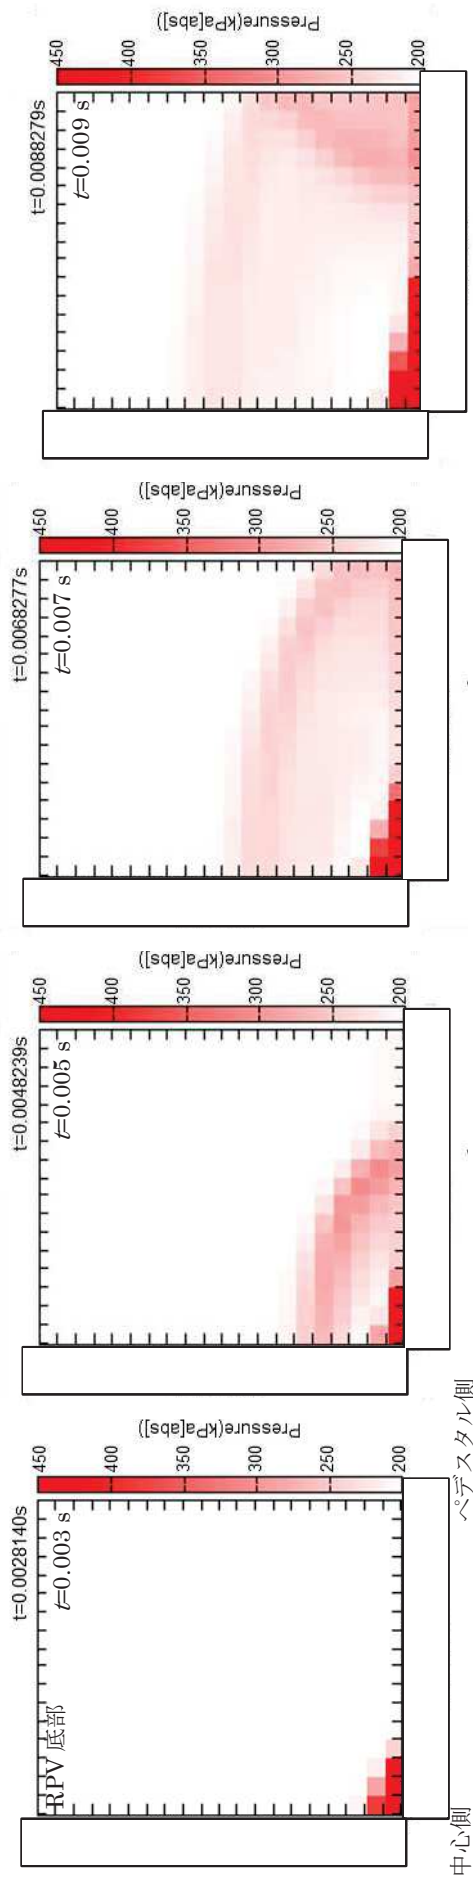 t=0.0028140s
RPV 底部
t=0.003 s
450
400
350
300
250
200
Pressure(kPa[abs])
中心側
ペデスタル側
t=0.0048239s
t=0.005 s
450
400
350
300
250
200
Pressure(kPa[abs])
t=0.0068277s
t=0.007 s
450
400
350
300
250
200
Pressure(kPa[abs])
t=0.0088279s
t=0.009 s
450
400
350
300
250
200
Pressure(kPa[abs])